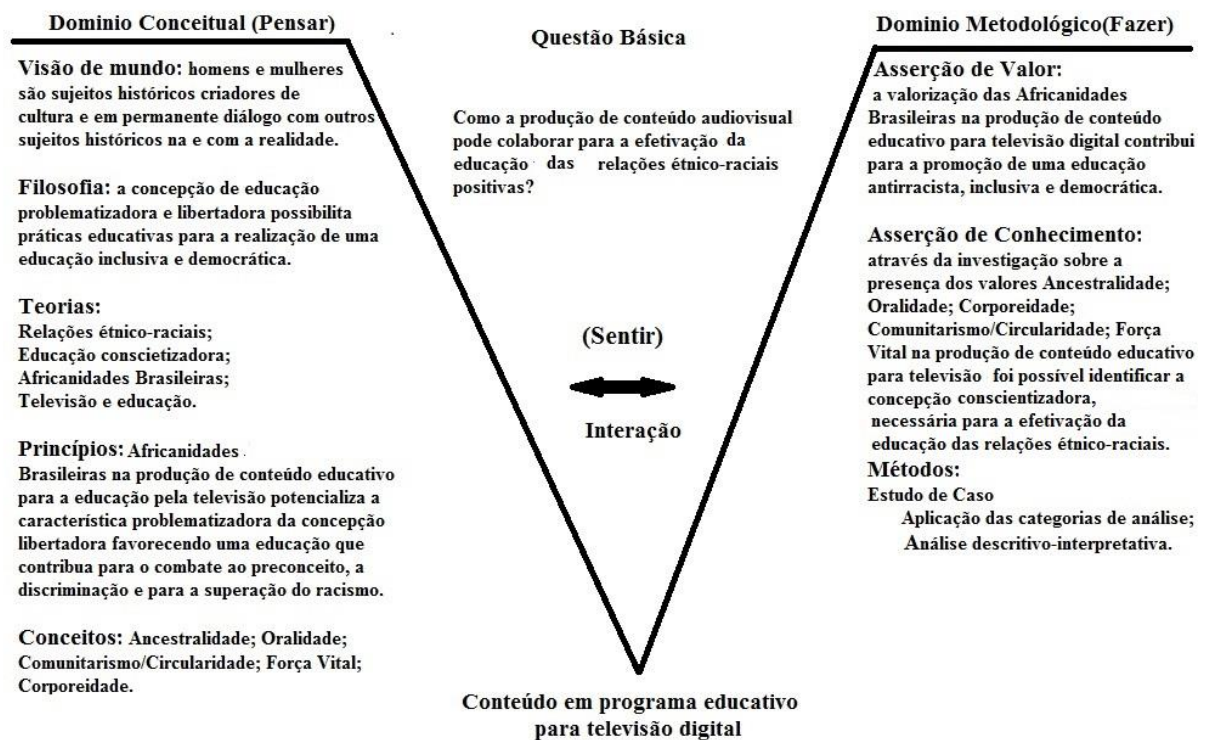 Dominio Conceitual (Pensar)
Visão de mundo: homens e mulheres
são sujeitos históricos criadores de
cultura e em permanente diálogo com outros
sujeitos históricos na e com a realidade.
Filosofia: a concepção de educação
problematizadora e libertadora possibilita
práticas educativas para a realização de uma
educação inclusiva e democrática.
Teorias:
Relações étnico-raciais;
Educação conscietizadora;
Africanidades Brasileiras;
Televisão e educação.
Princípios: Africanidades
Brasileiras na produção de conteúdo educativo
para a educação pela televisão potencializa a
característica problematizadora da concepção
libertadora favorecendo uma educação que
contribua para o combate ao preconceito, a
discriminação e para a superação do racismo.
Conceitos: Ancestralidade; Oralidade;
Comunitarismo/Circularidade; Força Vital;
Corporeidade.
Questão Básica
Como a produção de conteúdo audiovisual
pode colaborar para a efetivação da
educação das relações étnico-raciais
positivas?
(Sentir)
Interação
Conteúdo em programa educativo
para televisão digital
Dominio Metodológico(Fazer)
Asserção de Valor:
a valorização das Africanidades
Brasileiras na produção de conteúdo
educativo para televisão digital contribui
para a promoção de uma educação
antirracista, inclusiva e democrática.
Asserção de Conhecimento:
através da investigação sobre a
presença dos valores Ancestralidade;
Oralidade; Corporeidade;
Comunitarismo/Circularidade; Força
Vital na produção de conteúdo educativo
para televisão foi possível identificar a
concepção conscientizadora,
necessária para a efetivação da
educação das relações étnico-raciais.
Métodos:
Estudo de Caso
Aplicação das categorias de análise;
Análise descritivo-interpretativa.